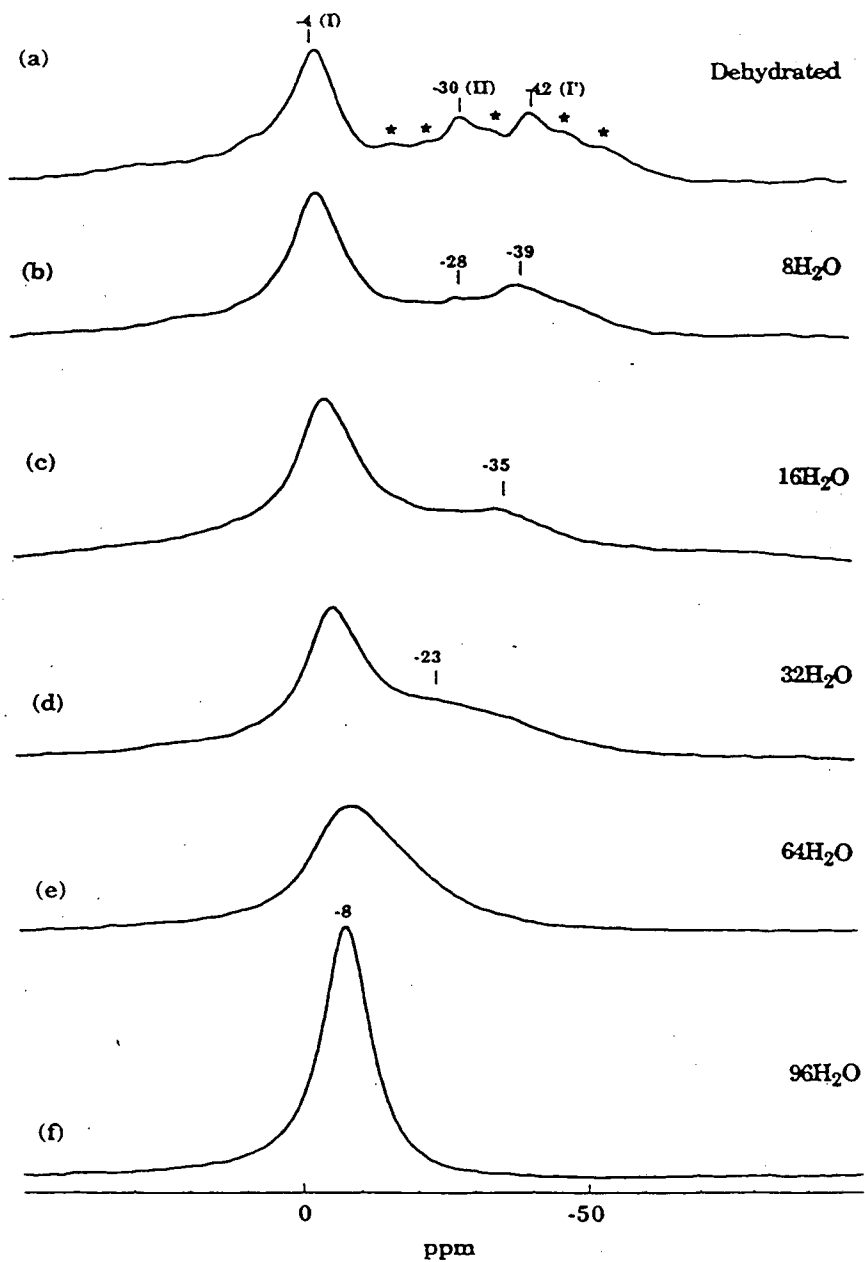 -4 (I)
(a)
Dehydrated
-30 (II)
-42 (I')
* * * * *
(b)
-28
-39
8H₂O
(c)
-35
16H₂O
(d)
-23
32H₂O
(e)
64H₂O
-8
96H₂O
(f)
0
-50
ppm